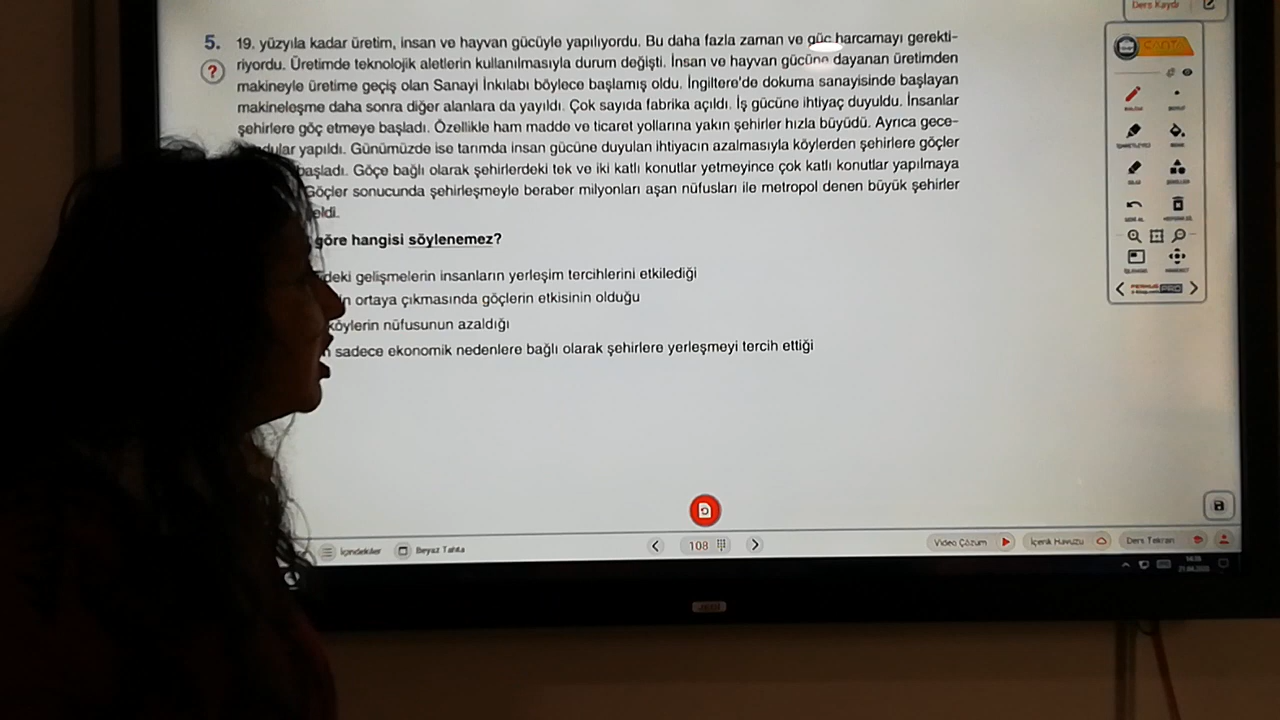 Ders Kaydı
5. 19. yüzyıla kadar üretim, insan ve hayvan gücüyle yapılıyordu. Bu daha fazla zaman ve güç harcamayı gerekti-
riyordu. Üretimde teknolojik aletlerin kullanılmasıyla durum değişti. İnsan ve hayvan gücüne dayanan üretimden
makineyle üretime geçiş olan Sanayi İnkılabı böylece başlamış oldu. İngiltere'de dokuma sanayisinde başlayan
makineleşme daha sonra diğer alanlara da yayıldı. Çok sayıda fabrika açıldı. İş gücüne ihtiyaç duyuldu. İnsanlar
şehirlere göç etmeye başladı. Özellikle ham madde ve ticaret yollarına yakın şehirler hızla büyüdü. Ayrıca gece-
dular yapıldı. Günümüzde ise tarımda insan gücüne duyulan ihtiyacın azalmasıyla köylerden şehirlere göçler
başladı. Göçe bağlı olarak şehirlerdeki tek ve iki katlı konutlar yetmeyince çok katlı konutlar yapılmaya
Göçler sonucunda şehirleşmeyle beraber milyonları aşan nüfusları ile metropol denen büyük şehirler
eldi.
göre hangisi söylenemez?
deki gelişmelerin insanların yerleşim tercihlerini etkilediği
in ortaya çıkmasında göçlerin etkisinin olduğu
köylerin nüfusunun azaldığı
n sadece ekonomik nedenlere bağlı olarak şehirlere yerleşmeyi tercih ettiği
ÇANTA
PRO
İçindekiler
Beyaz Tahta
108
Video Çözüm
İçerik Havuzu
Ders Tekrarı